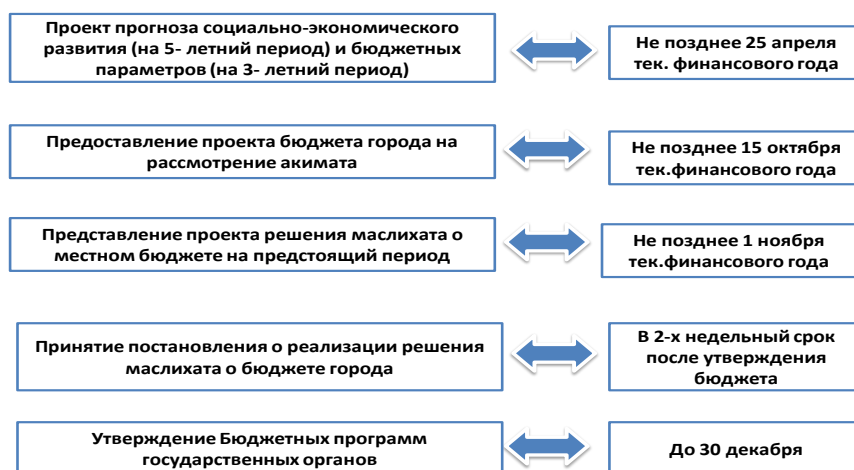 Проект прогноза социально-экономического
развития (на 5- летний период) и бюджетных
параметров (на 3- летний период)
Не позднее 25 апреля
тек. финансового года
Предоставление проекта бюджета города на
рассмотрение акимата
Не позднее 15 октября
тек.финансового года
Представление проекта решения маслихата о
местном бюджете на предстоящий период
Не позднее 1 ноября
тек.финансового года
Принятие постановления о реализации решения
маслихата о бюджете города
В 2-х недельный срок
после утверждения
бюджета
Утверждение Бюджетных программ
государственных органов
До 30 декабря